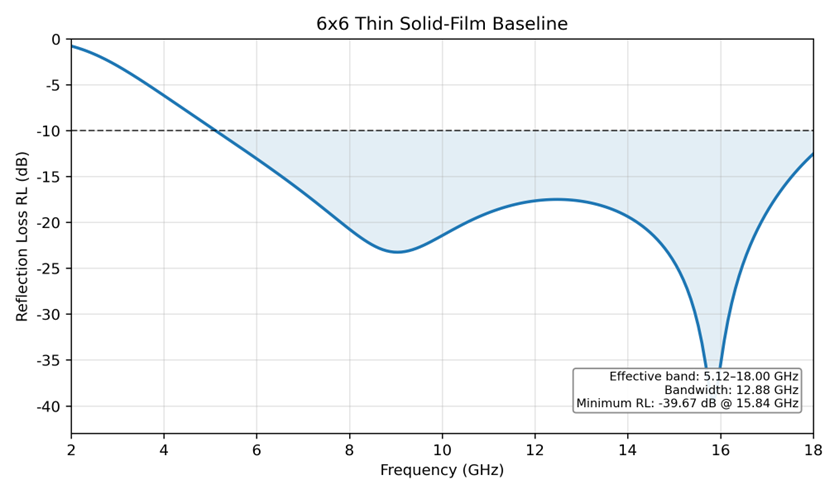 6x6 Thin Solid-Film Baseline
Reflection Loss RL (dB)
0
-5
-10
-15
-20
-25
-30
-35
-40
Effective band: 5.12–18.00 GHz
Bandwidth: 12.88 GHz
Minimum RL: -39.67 dB @ 15.84 GHz
2 4 6 8 10 12 14 16 18
Frequency (GHz)